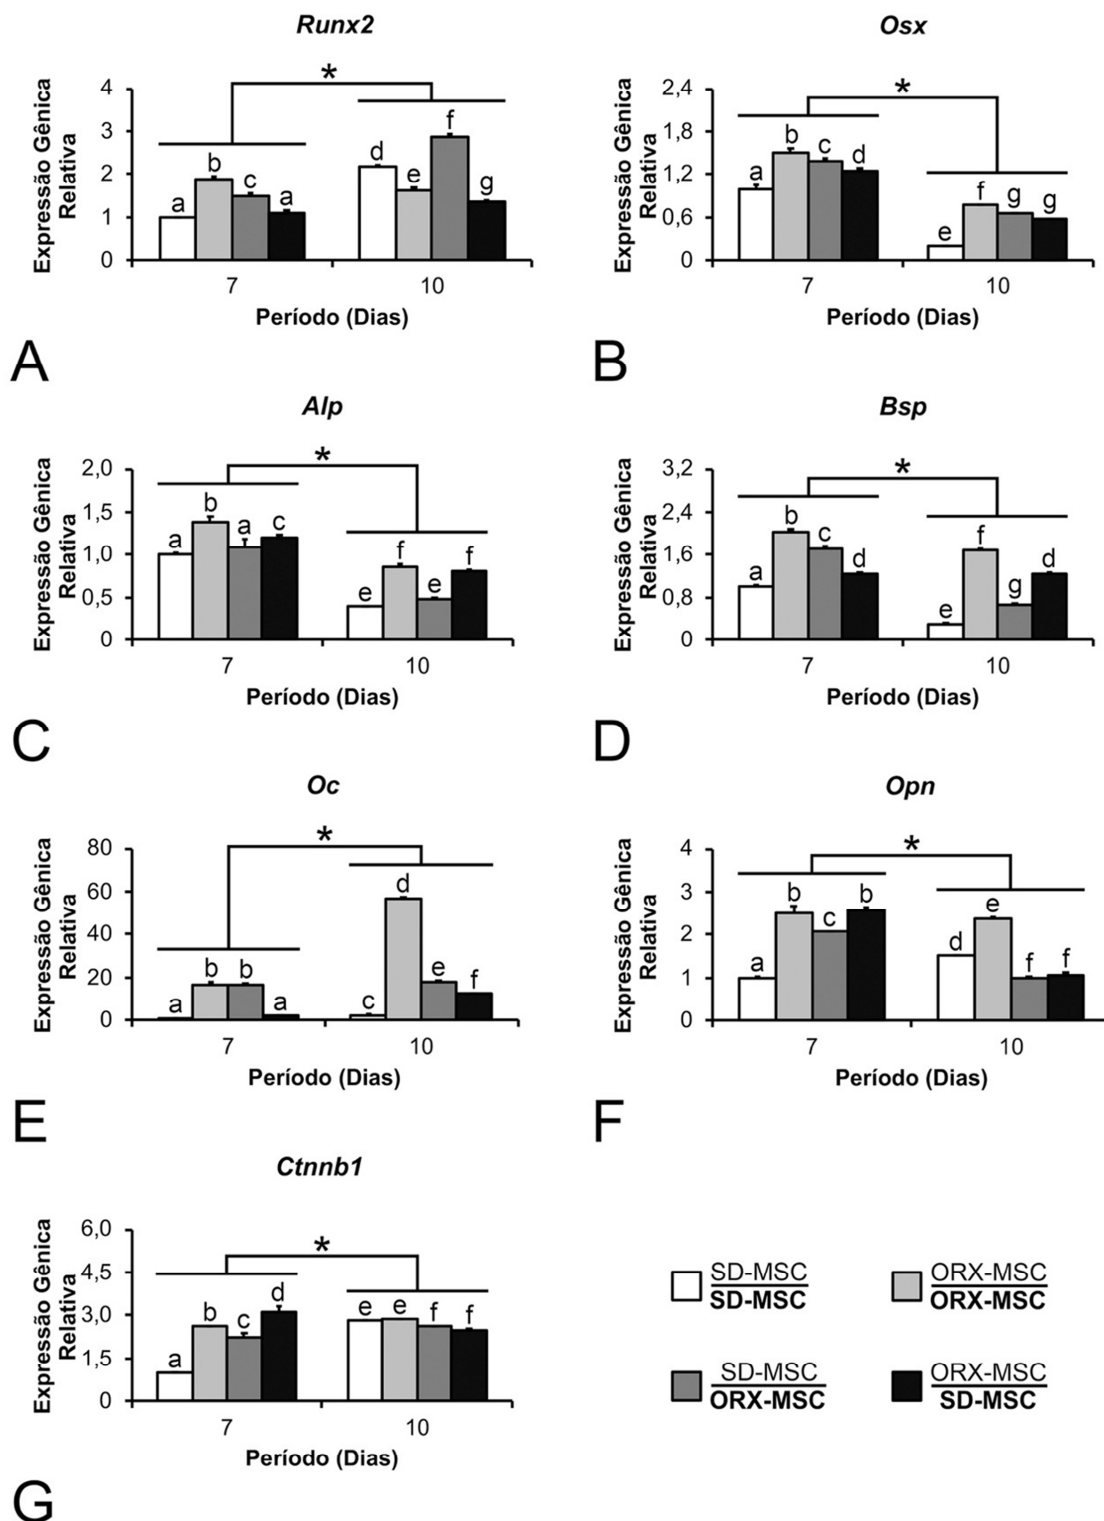 Runx2
*
Expressão Gênica
Relativa
4
3
2
1
0
a
b
c
a
d
e
f
g
7
10
Período (Dias)
A
Osx
*
Expressão Gênica
Relativa
2,4
1,8
1,2
0,6
0
a
b
c
d
e
f
g
g
7
10
Período (Dias)
B
Alp
*
Expressão Gênica
Relativa
2,0
1,5
1,0
0,5
0
a
b
a
c
e
f
e
f
7
10
Período (Dias)
C
Bsp
*
Expressão Gênica
Relativa
3,2
2,4
1,6
0,8
0
a
b
c
d
e
f
g
d
7
10
Período (Dias)
D
Oc
*
Expressão Gênica
Relativa
80
60
40
20
0
a
b
b
a
c
d
e
f
7
10
Período (Dias)
E
Opn
*
Expressão Gênica
Relativa
4
3
2
1
0
a
b
c
b
d
e
f
f
7
10
Período (Dias)
F
Ctnnb1
*
Expressão Gênica
Relativa
6,0
4,5
3,0
1,5
0
a
b
c
d
e
e
f
f
7
10
Período (Dias)
G
SD-MSC
SD-MSC
ORX-MSC
ORX-MSC
SD-MSC
ORX-MSC
ORX-MSC
SD-MSC